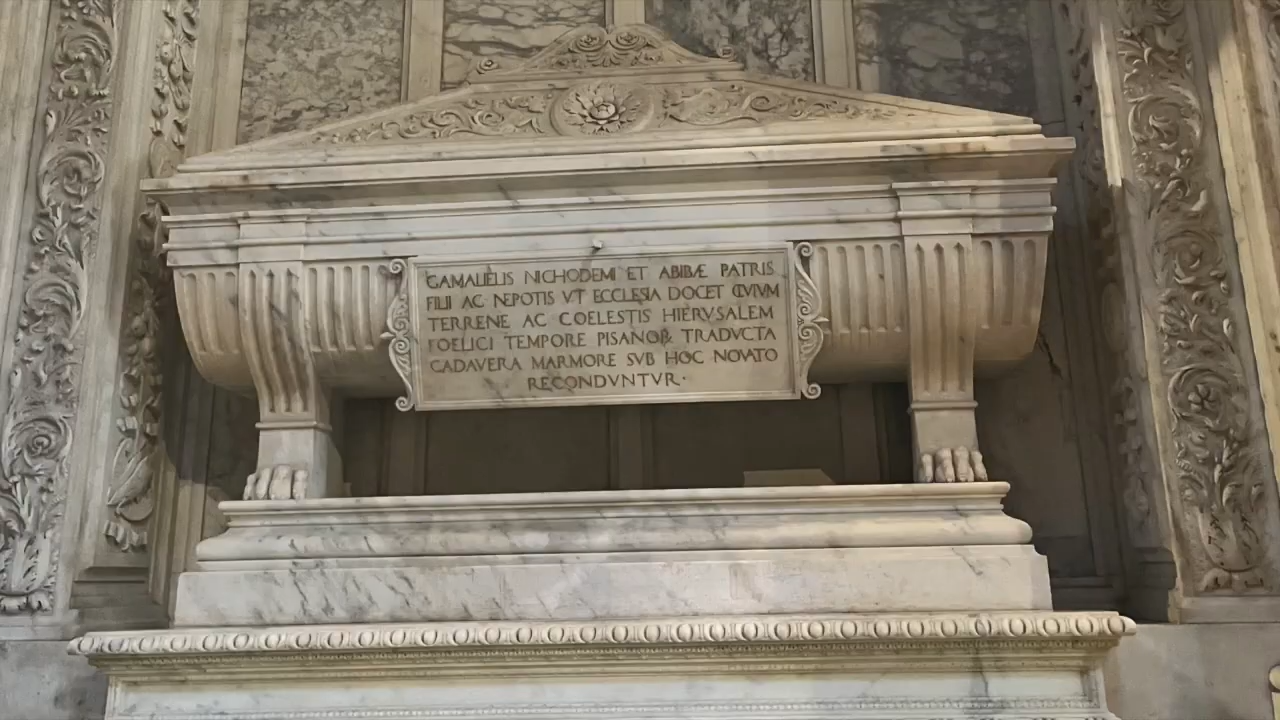 GAMALIELIS NICHODEMI ET ABIBÆ PATRIS
FILII AC NEPOTIS VT ECCLESIA DOCET QVIVM
TERRENE AC COELESTIS HIERVSALEM
FOELICI TEMPORE PISANOR TRADVCTA
CADAVERA MARMORE SVB HOC NOVATO
RECONDVNTVR·